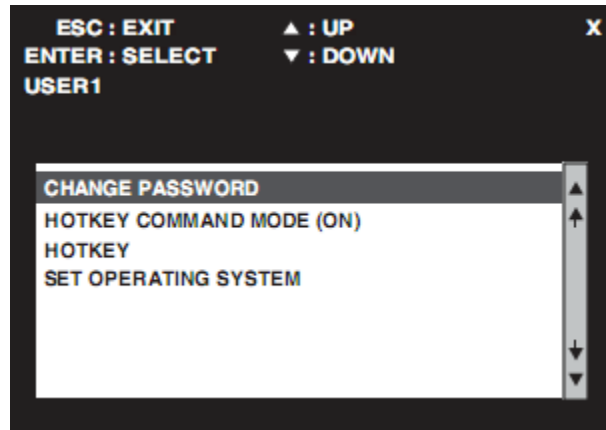 ESC : EXIT ▲ : UP X
ENTER : SELECT ▼ : DOWN
USER1
CHANGE PASSWORD
HOTKEY COMMAND MODE (ON)
HOTKEY
SET OPERATING SYSTEM